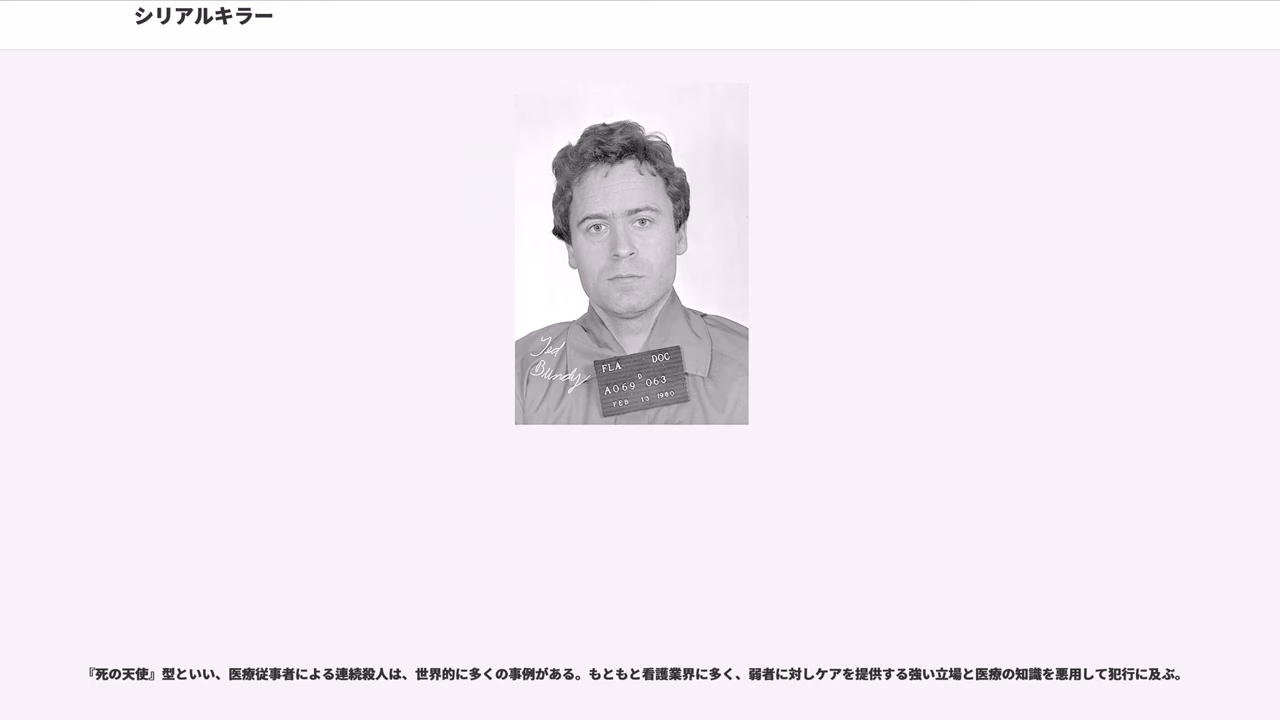 シリアルキラー
Ted
Bundy
FLA DOC
D
A069 063
FEB 13 1980
『死の天使』型といい、医療従事者による連続殺人は、世界的に多くの事例がある。もともと看護業界に多く、弱者に対しケアを提供する強い立場と医療の知識を悪用して犯行に及ぶ。